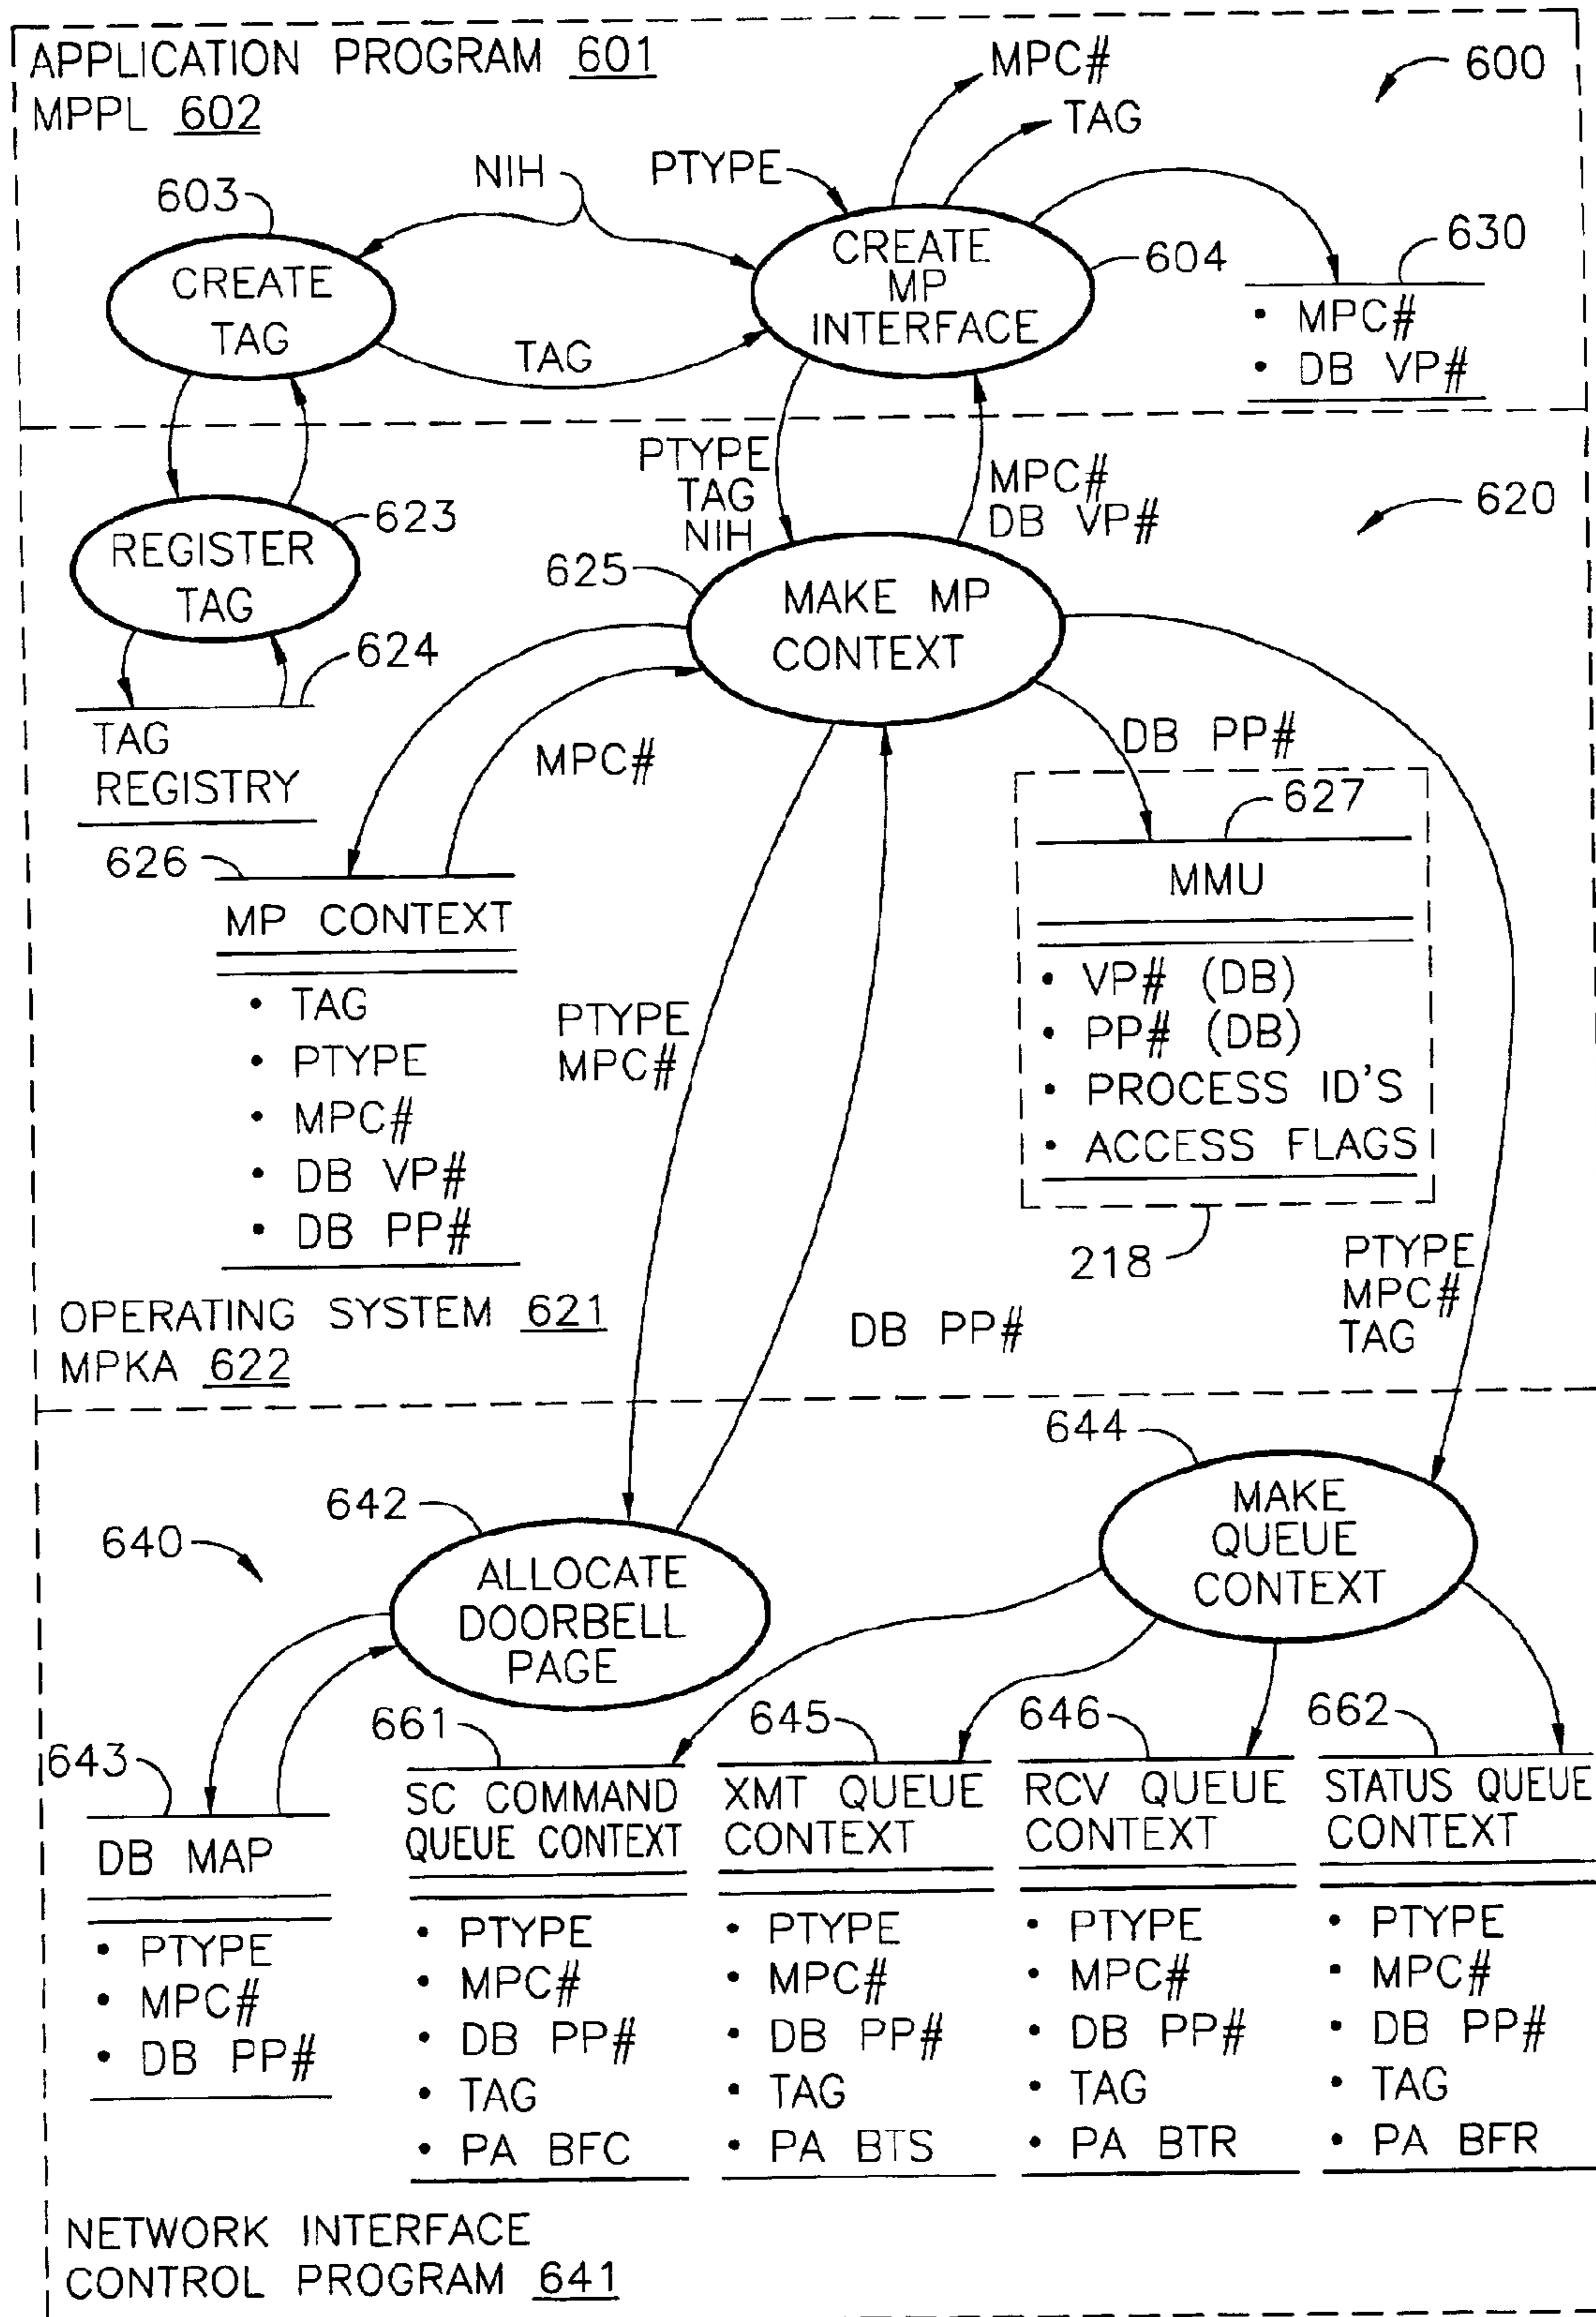 APPLICATION PROGRAM 601
MPPL 602
MPC#
TAG
600
NIH
PTYPE
603
CREATE
TAG
CREATE
MP
INTERFACE
604
630
• MPC#
• DB VP#
TAG
PTYPE
TAG
NIH
MPC#
DB VP#
620
623
REGISTER
TAG
625
MAKE MP
CONTEXT
624
TAG
REGISTRY
MPC#
DB PP#
627
MMU
• VP# (DB)
• PP# (DB)
• PROCESS ID'S
• ACCESS FLAGS
218
626
MP CONTEXT
• TAG
• PTYPE
• MPC#
• DB VP#
• DB PP#
PTYPE
MPC#
DB PP#
PTYPE
MPC#
TAG
OPERATING SYSTEM 621
MPKA 622
644
MAKE
QUEUE
CONTEXT
642
640
ALLOCATE
DOORBELL
PAGE
643
DB MAP
• PTYPE
• MPC#
• DB PP#
661
SC COMMAND
QUEUE CONTEXT
• PTYPE
• MPC#
• DB PP#
• TAG
• PA BFC
645
XMT QUEUE
CONTEXT
• PTYPE
• MPC#
• DB PP#
• TAG
• PA BTS
646
RCV QUEUE
CONTEXT
• PTYPE
• MPC#
• DB PP#
• TAG
• PA BTR
662
STATUS QUEUE
CONTEXT
• PTYPE
• MPC#
• DB PP#
• TAG
• PA BFR
NETWORK INTERFACE
CONTROL PROGRAM 641